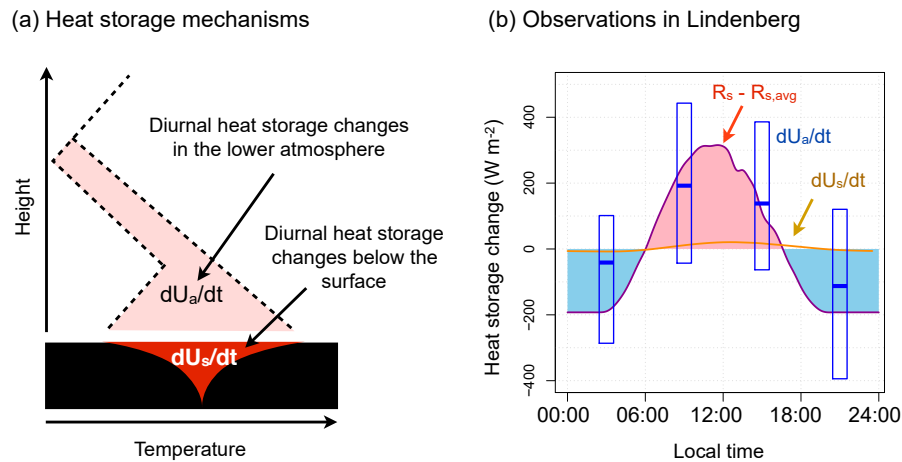 (a) Heat storage mechanisms
Height
Diurnal heat storage changes
in the lower atmosphere
Diurnal heat storage
changes below the
surface
dUa/dt
dUs/dt
Temperature
(b) Observations in Lindenberg
Heat storage change (W m-2)
400
200
0
−200
−400
Rs - Rs,avg
dUa/dt
dUs/dt
00:00 06:00 12:00 18:00 24:00
Local time